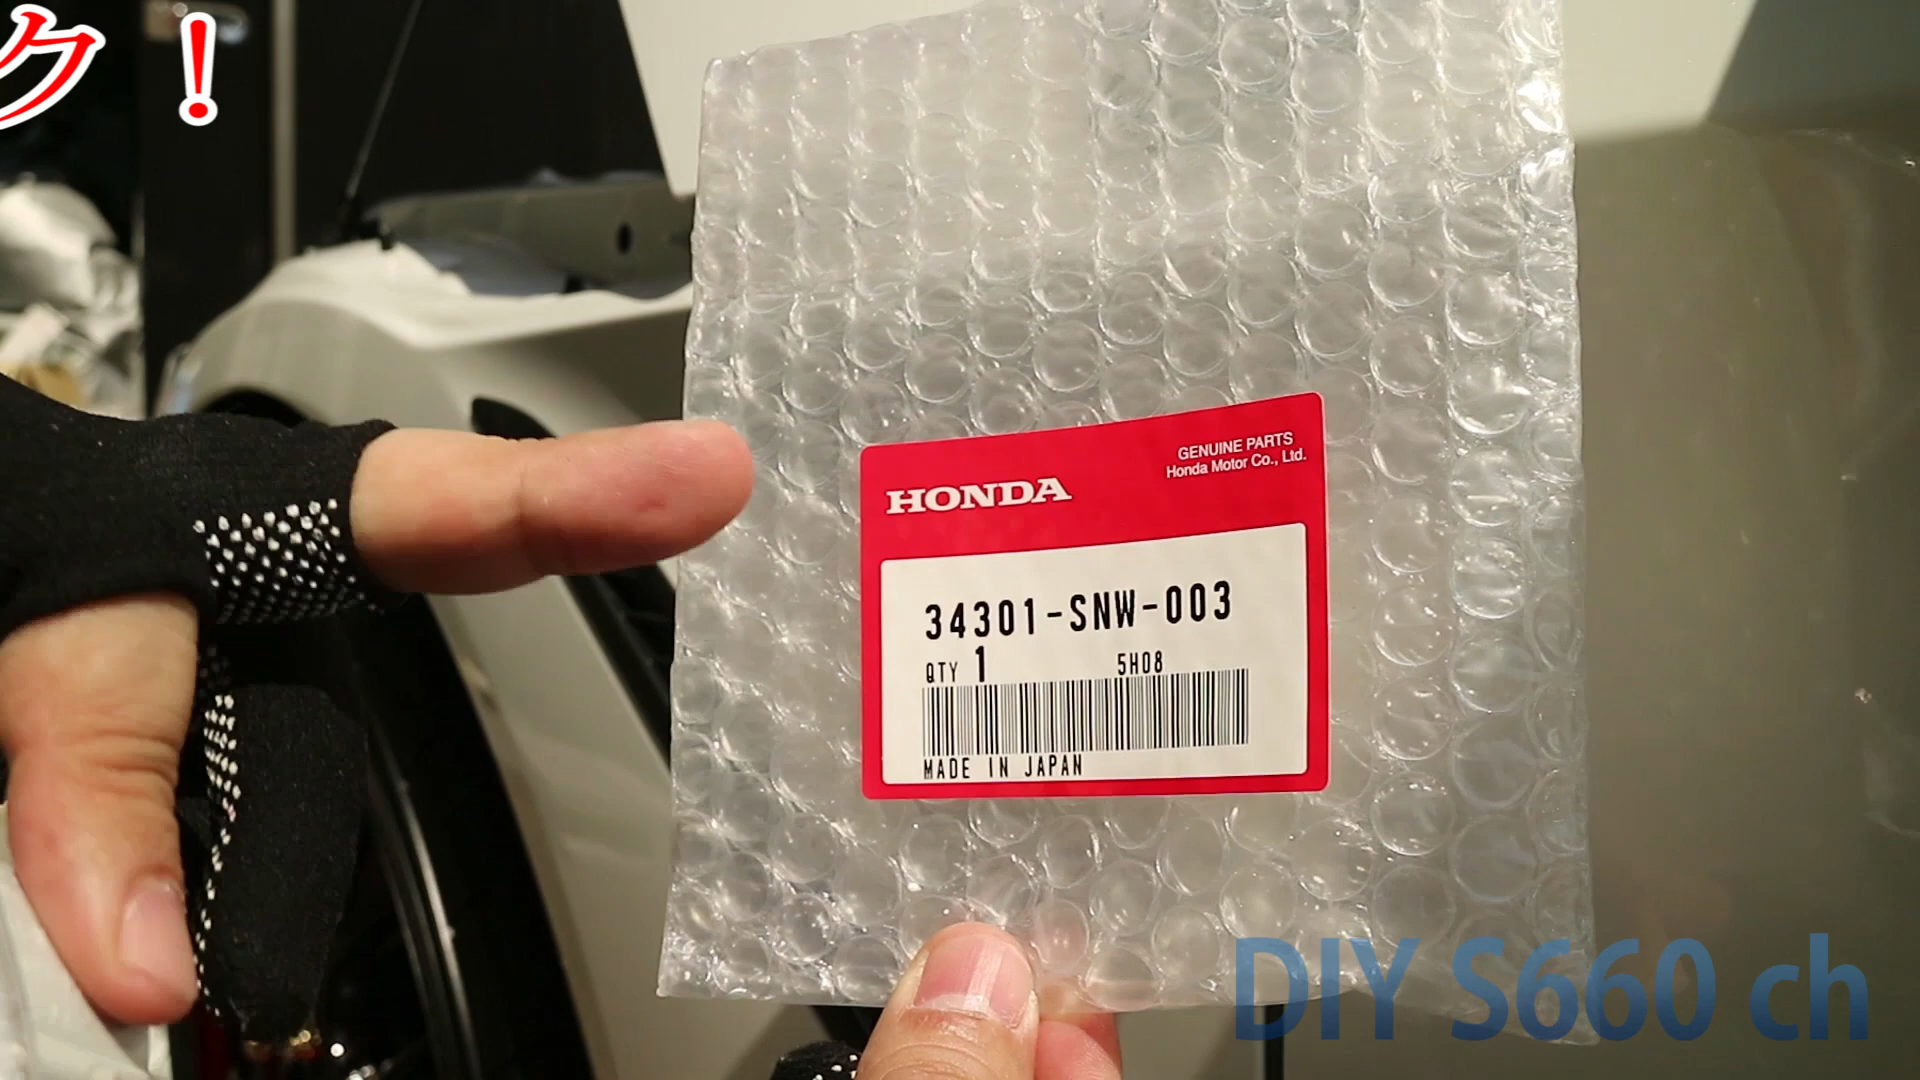 ク！
GENUINE PARTS
Honda Motor Co., Ltd.
HONDA
34301-SNW-003
QTY 1 5H08
MADE IN JAPAN
DIY S660 ch